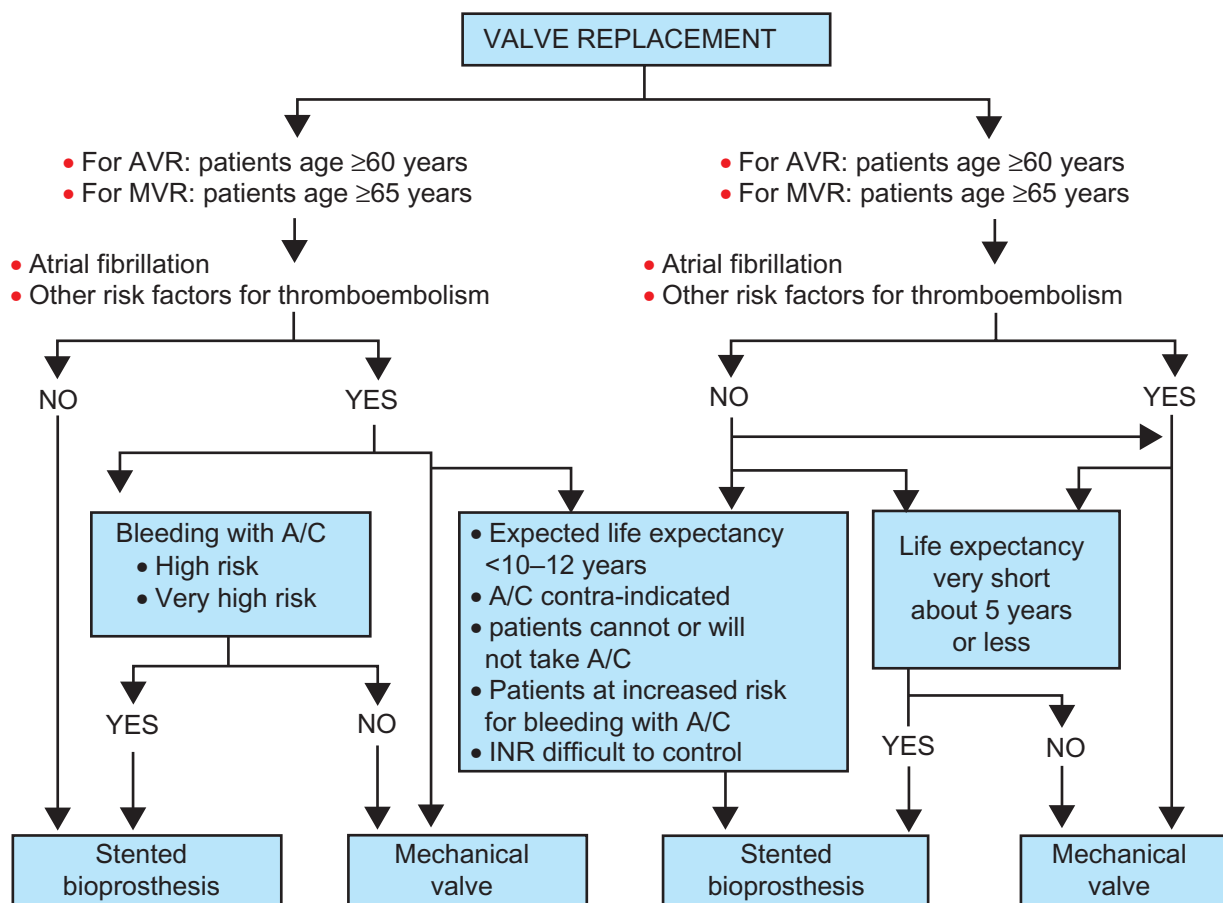 VALVE REPLACEMENT
• For AVR: patients age ≥60 years
• For MVR: patients age ≥65 years
• For AVR: patients age ≥60 years
• For MVR: patients age ≥65 years
• Atrial fibrillation
• Other risk factors for thromboembolism
• Atrial fibrillation
• Other risk factors for thromboembolism
NO
YES
NO
YES
Bleeding with A/C
• High risk
• Very high risk
• Expected life expectancy
<10–12 years
• A/C contra-indicated
• patients cannot or will
not take A/C
• Patients at increased risk
for bleeding with A/C
• INR difficult to control
Life expectancy
very short
about 5 years
or less
YES
NO
YES
NO
Stented
bioprosthesis
Mechanical
valve
Stented
bioprosthesis
Mechanical
valve